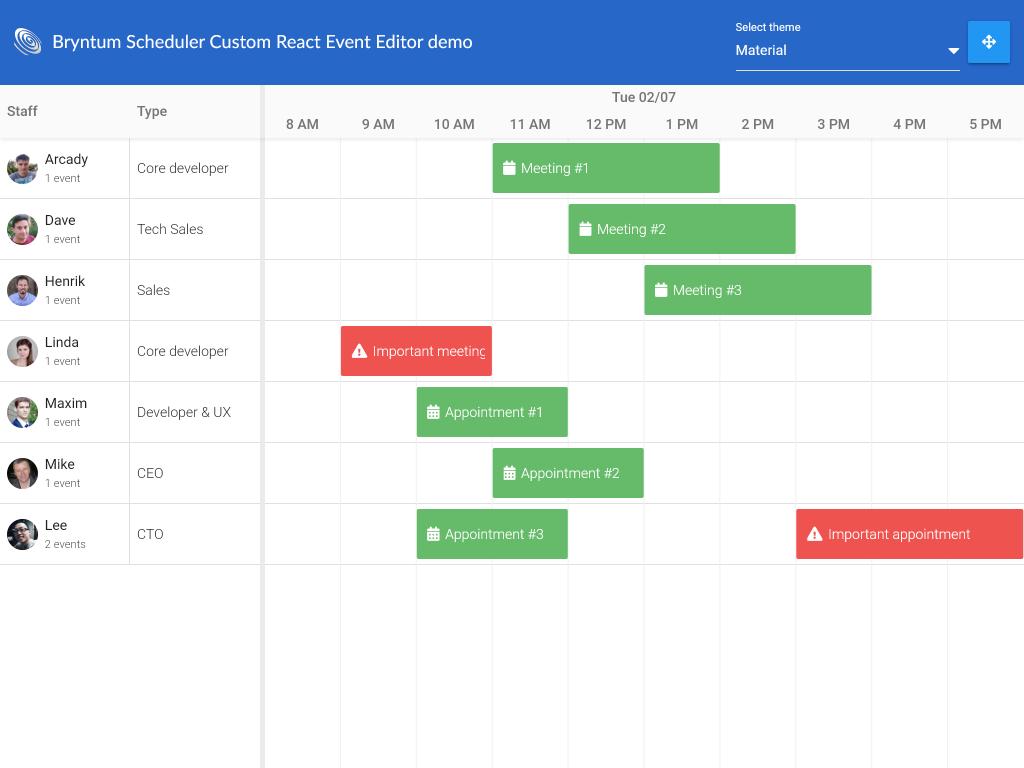 Bryntum Scheduler Custom React Event Editor demo
Select theme
Material
Staff
Type
Tue 02/07
8 AM
9 AM
10 AM
11 AM
12 PM
1 PM
2 PM
3 PM
4 PM
5 PM
Arcady
1 event
Core developer
Meeting #1
Dave
1 event
Tech Sales
Meeting #2
Henrik
1 event
Sales
Meeting #3
Linda
1 event
Core developer
Important meeting
Maxim
1 event
Developer & UX
Appointment #1
Mike
1 event
CEO
Appointment #2
Lee
2 events
CTO
Appointment #3
Important appointment